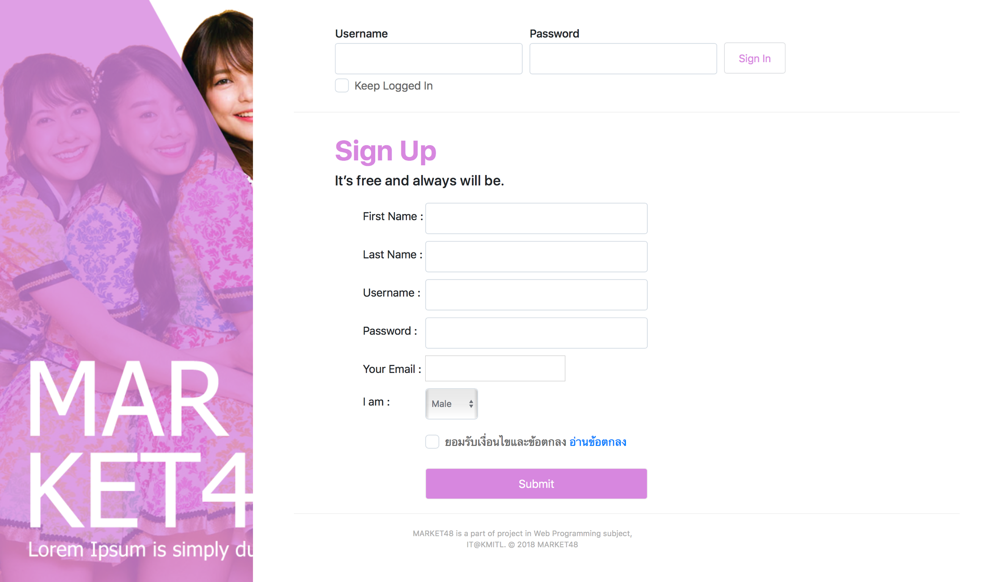 MAR
KET4
Lorem Ipsum is simply du
Username
Password
Sign In
Keep Logged In
Sign Up
It’s free and always will be.
First Name :
Last Name :
Username :
Password :
Your Email :
I am :
Male
ยอมรับเงื่อนไขและข้อตกลง อ่านข้อตกลง
Submit
MARKET48 is a part of project in Web Programming subject,
IT@KMITL. © 2018 MARKET48